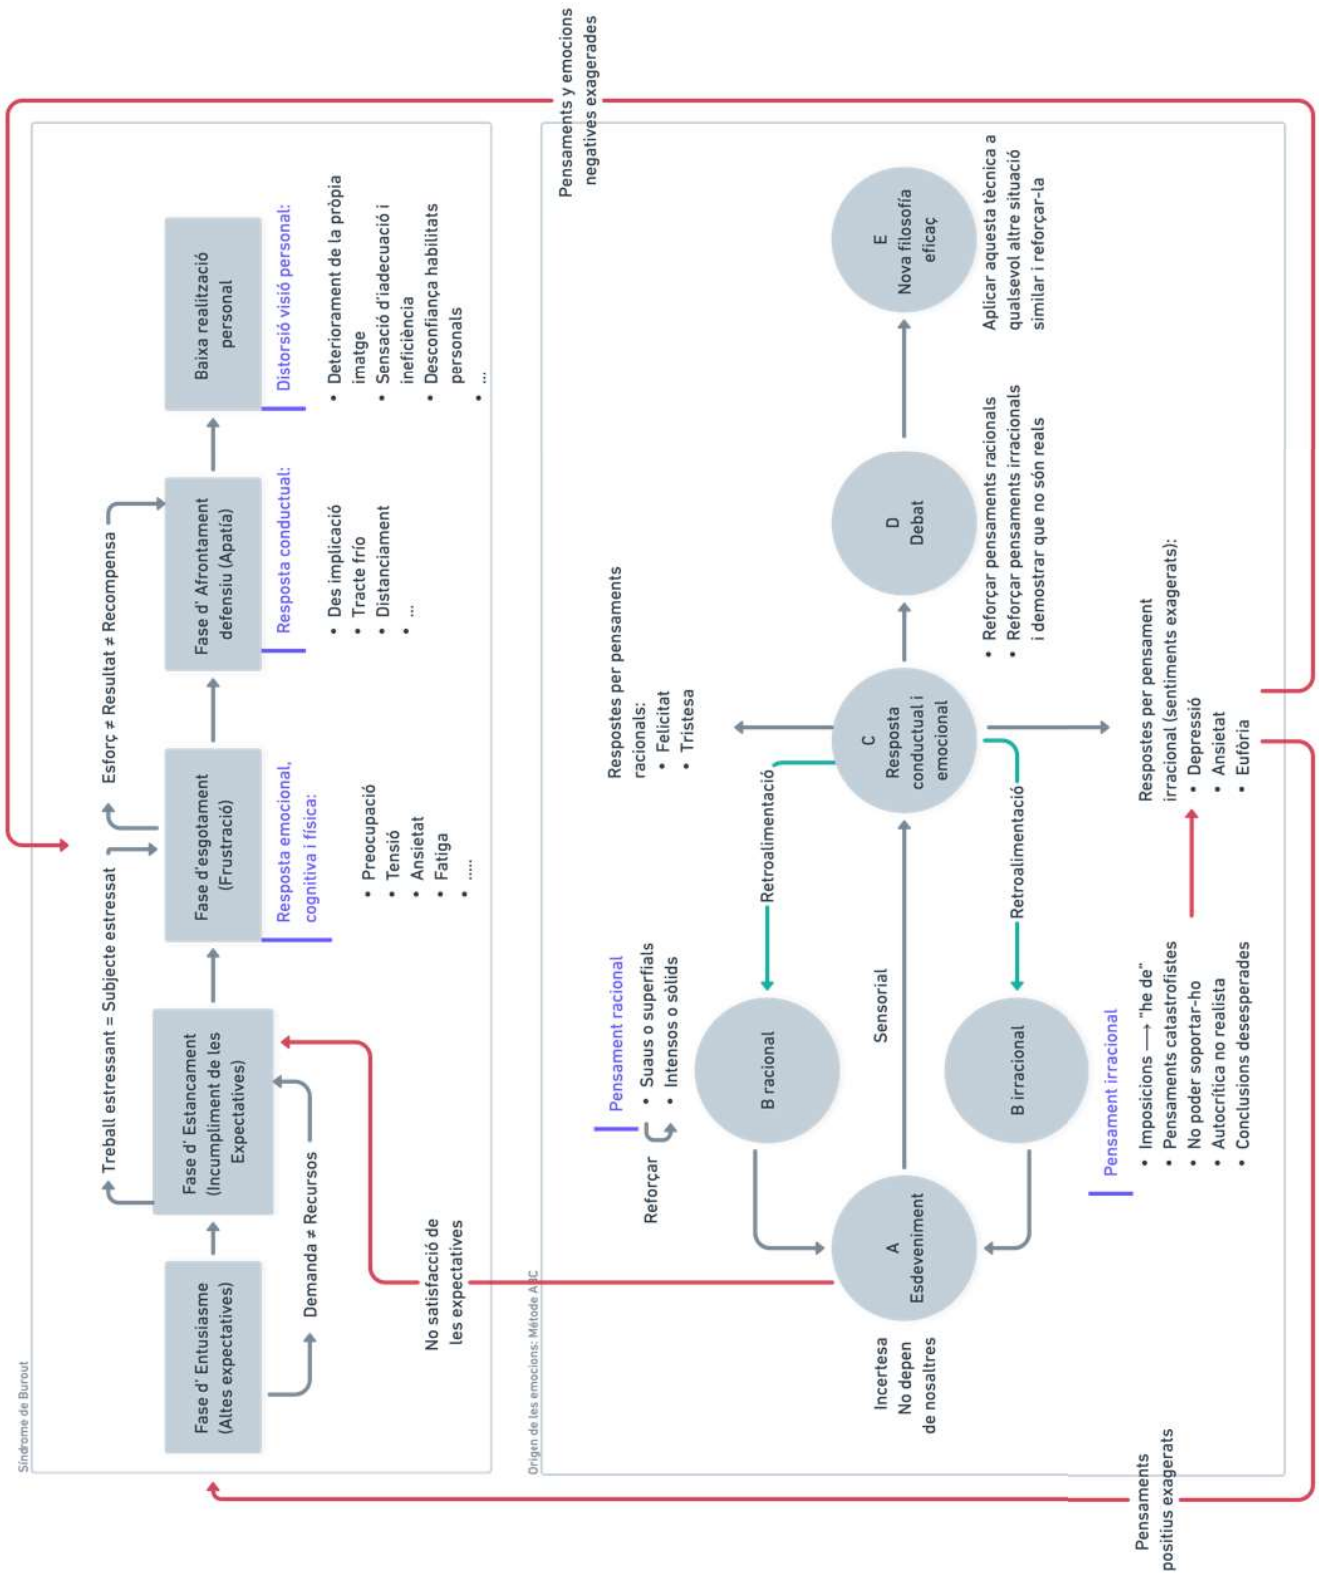 Síndrome de Burout
Treball estressant = Subjecte estressat
Esforç ≠ Resultat ≠ Recompensa
Fase d' Entusiasme
(Altes expectatives)
Fase d' Estancament
(Incumpliment de les
Expectatives)
Fase d'esgotament
(Frustració)
Fase d' Afrontament
defensiu (Apatía)
Baixa realització
personal
Demanda ≠ Recursos
Resposta emocional,
cognitiva i física:
• Preocupació
• Tensió
• Ansietat
• Fatiga
• .....
Resposta conductual:
• Des implicació
• Tracte frío
• Distanciament
• ...
Distorsió visió personal:
• Deteriorament de la pròpia
imatge
• Sensació d'iadecuació i
ineficiència
• Desconfiança habilitats
personals
• ...
No satisfacció de
les expectatives
Pensaments y emocions
negatives exagerades
Origen de les emocions: Métode ABC
Pensament racional
Reforçar
• Suaus o superfials
• Intensos o sòlids
Respostes per pensaments
racionals:
• Felicitat
• Tristesa
B racional
Retroalimentació
Incertesa
No depen
de nosaltres
A
Esdeveniment
Sensorial
C
Resposta
conductual i
emocional
D
Debat
E
Nova filosofía
eficaç
• Reforçar pensaments racionals
• Reforçar pensaments irracionals
i demostrar que no són reals
Aplicar aquesta tècnica a
qualsevol altre situació
similar i reforçar-la
B irracional
Retroalimentació
Pensament irracional
• Imposicions ⟶ "he de"
• Pensaments catastrofistes
• No poder soportar-ho
• Autocrítica no realista
• Conclusions desesperades
Respostes per pensament
irracional (sentiments exagerats):
• Depressió
• Ansietat
• Eufòria
Pensaments
positius exagerats